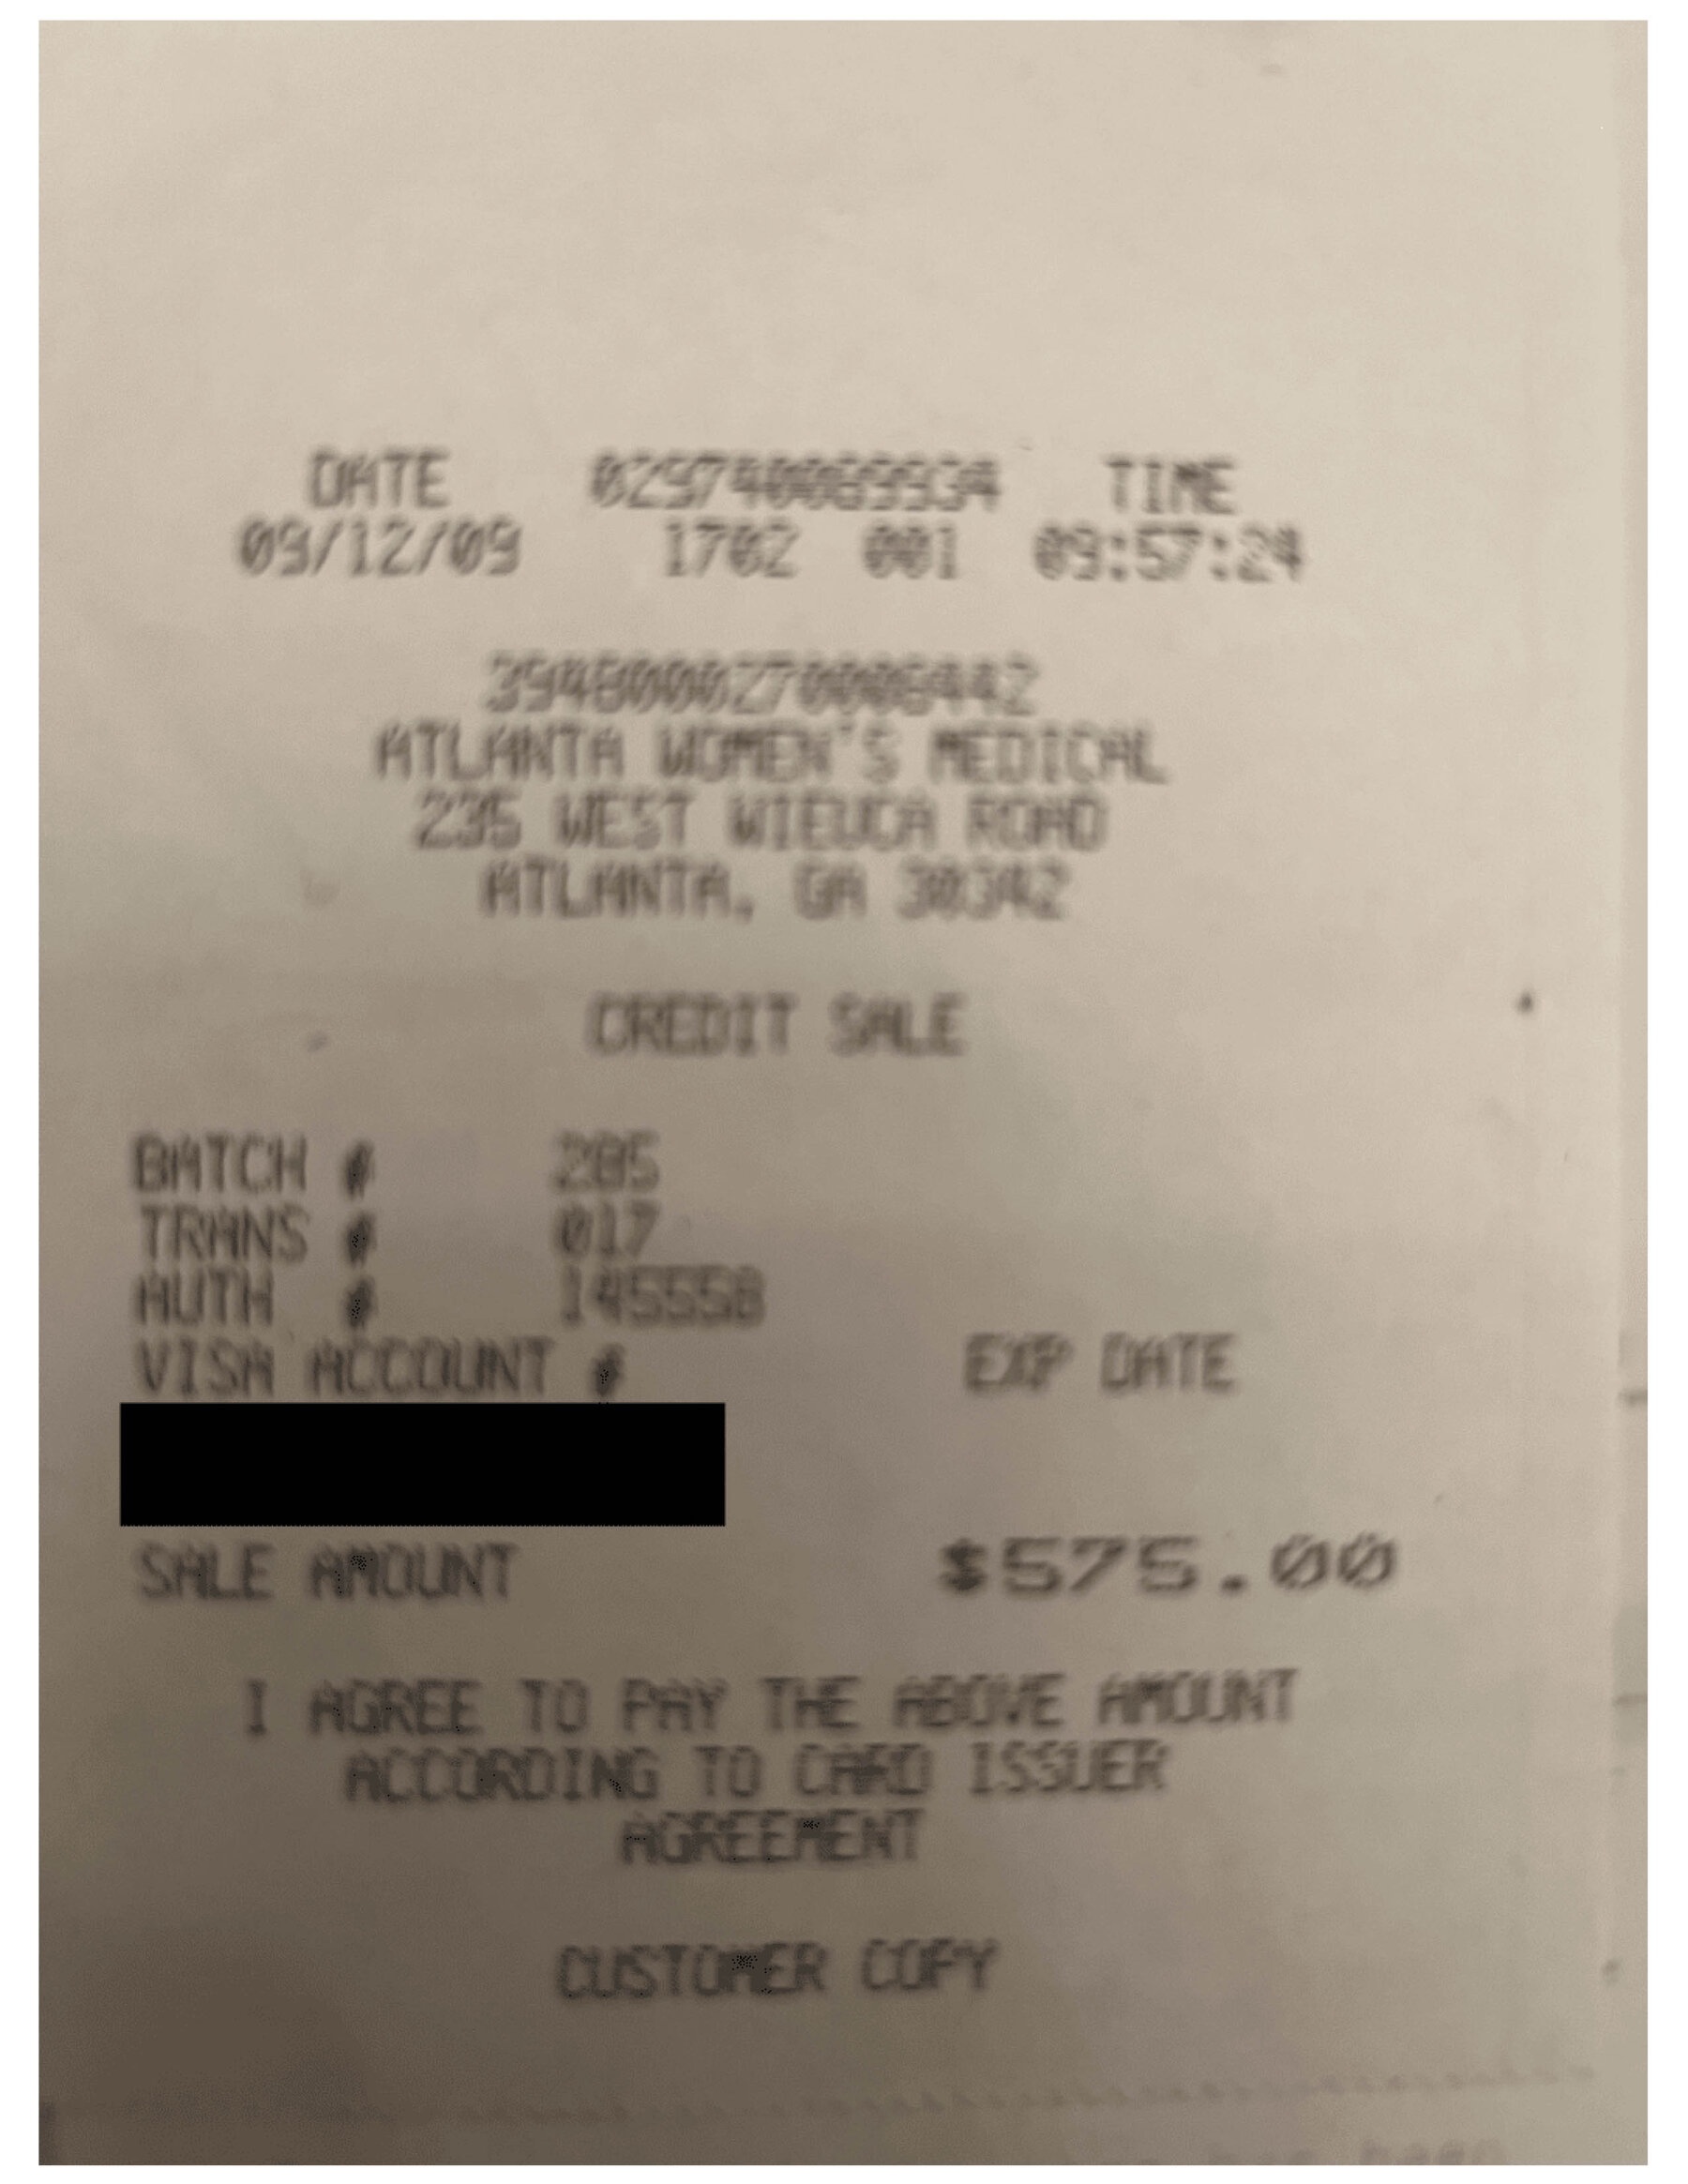 DATE 029740089934 TIME
09/12/09 1702 001 09:57:24
3948000270006442
ATLANTA WOMEN'S MEDICAL
235 WEST WIEUCA ROAD
ATLANTA, GA 30342
CREDIT SALE
BATCH # 205
TRANS # 017
AUTH # 145558
VISA ACCOUNT # EXP DATE
SALE AMOUNT $575.00
I AGREE TO PAY THE ABOVE AMOUNT
ACCORDING TO CARD ISSUER
AGREEMENT
CUSTOMER COPY